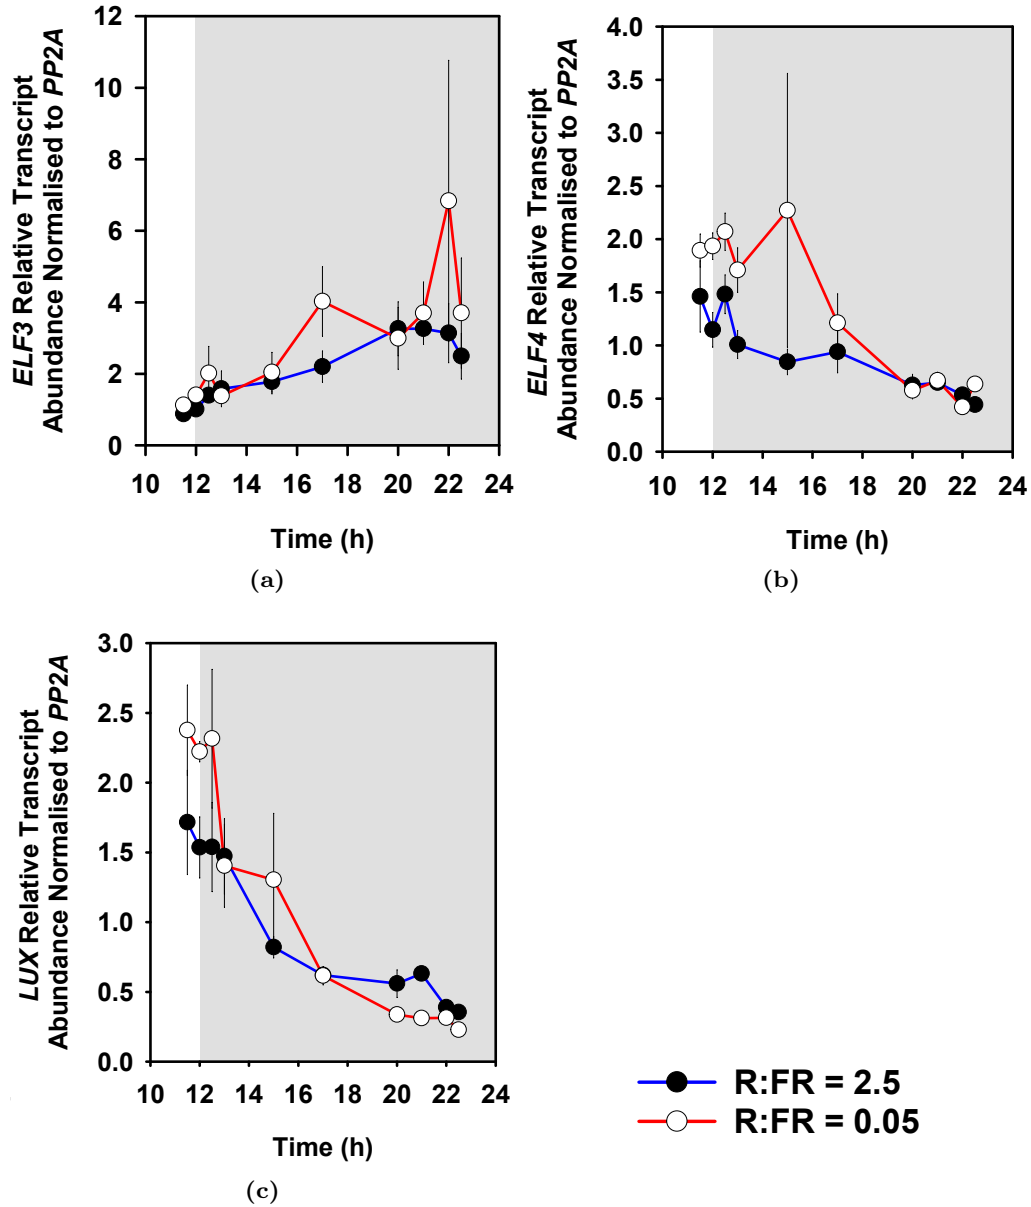 ELF3 Relative Transcript
Abundance Normalised to PP2A
12
10
8
6
4
2
0
10 12 14 16 18 20 22 24
Time (h)
(a)
ELF4 Relative Transcript
Abundance Normalised to PP2A
4.0
3.5
3.0
2.5
2.0
1.5
1.0
0.5
0.0
10 12 14 16 18 20 22 24
Time (h)
(b)
LUX Relative Transcript
Abundance Normalised to PP2A
3.0
2.5
2.0
1.5
1.0
0.5
0.0
10 12 14 16 18 20 22 24
Time (h)
(c)
R:FR = 2.5
R:FR = 0.05